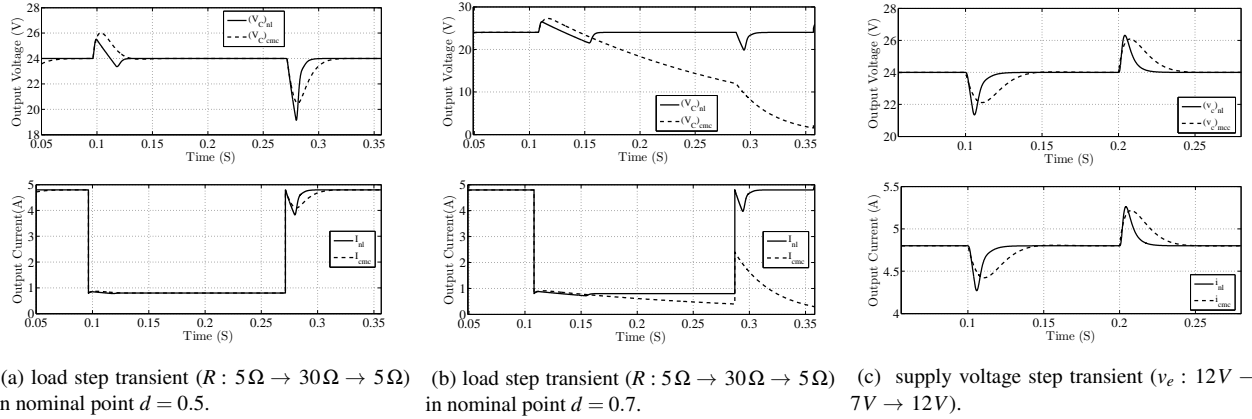 28
26
24
22
20
18
0.05
0.1
0.15
0.2
0.25
0.3
0.35
Output Voltage (V)
Time (S)
(V_C)_nl
(V_C)_cmc
5
4
3
2
1
0
0.05
0.1
0.15
0.2
0.25
0.3
0.35
Output Current(A)
Time (S)
I_nl
I_cmc
(a) load step transient (R : 5Ω → 30Ω → 5Ω)
n nominal point d = 0.5.
30
20
10
0
0.05
0.1
0.15
0.2
0.25
0.3
0.35
Output Voltage (V)
Time (S)
(V_C)_nl
(V_C)_cmc
5
4
3
2
1
0
0.05
0.1
0.15
0.2
0.25
0.3
0.35
Output Current(A)
Time (S)
I_nl
I_cmc
(b) load step transient (R : 5Ω → 30Ω → 5Ω)
in nominal point d = 0.7.
28
26
24
22
20
0.1
0.15
0.2
0.25
Output Voltage (V)
Time (S)
(v_c)_nl
(v_c)_mcc
5.5
5
4.5
4
0.1
0.15
0.2
0.25
Output Current (A)
Time (S)
i_nl
i_cmc
(c) supply voltage step transient (v_e : 12V −
7V → 12V).